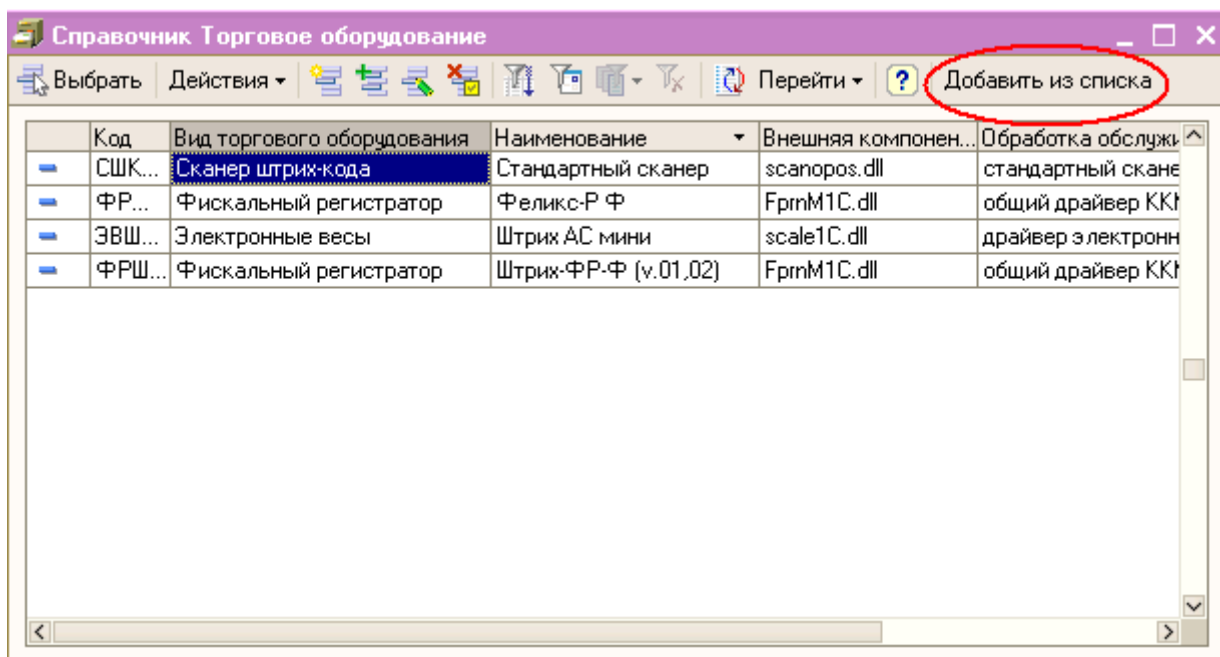 Справочник Торговое оборудование
Выбрать Действия Перейти ? Добавить из списка
Код Вид торгового оборудования Наименование Внешняя компонен... Обработка обслужи
СШК... Сканер штрих-кода Стандартный сканер scanopos.dll стандартный скане
ФР... Фискальный регистратор Феликс-Р Ф FprnM1C.dll общий драйвер ККМ
ЭВШ... Электронные весы Штрих АС мини scale1C.dll драйвер электронн
ФРШ... Фискальный регистратор Штрих-ФР-Ф (v.01,02) FprnM1C.dll общий драйвер ККМ